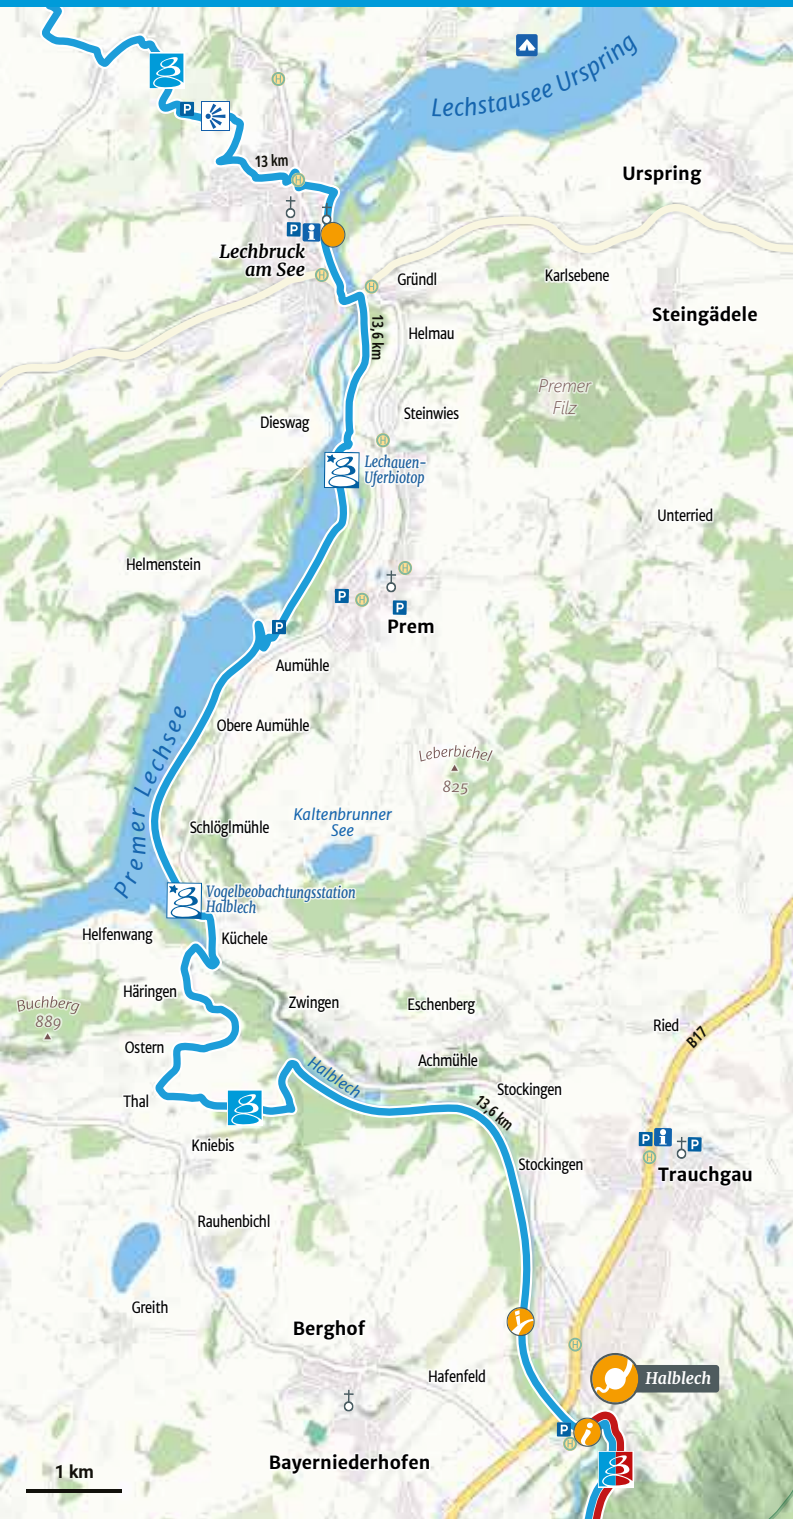 Lechstausee Urspring
P
H
13 km
H
Urspring
P
i
Lechbruck
am See
H
H
Gründl
Karlsebene
Steingädele
13,6 km
Helmau
Premer
Filz
Dieswag
Steinwies
H
Lechauen-
Uferbiotop
Unterried
Helmenstein
H
P
H
P
Prem
P
Aumühle
Premer Lechsee
Obere Aumühle
Leberbichel
825
Kaltenbrunner
See
Schlöglmühle
Vogelbeobachtungsstation
Halblech
Helfenwang
Küchele
Häringen
Zwingen
Eschenberg
Buchberg
889
Ried
B17
Ostern
Achmühle
Halblech
Stockingen
Thal
13,6 km
Kniebis
P
i
P
H
Stockingen
Trauchgau
Rauhenbichl
Greith
Berghof
H
Hafenfeld
Halblech
P
i
H
Bayerniederhofen
1 km